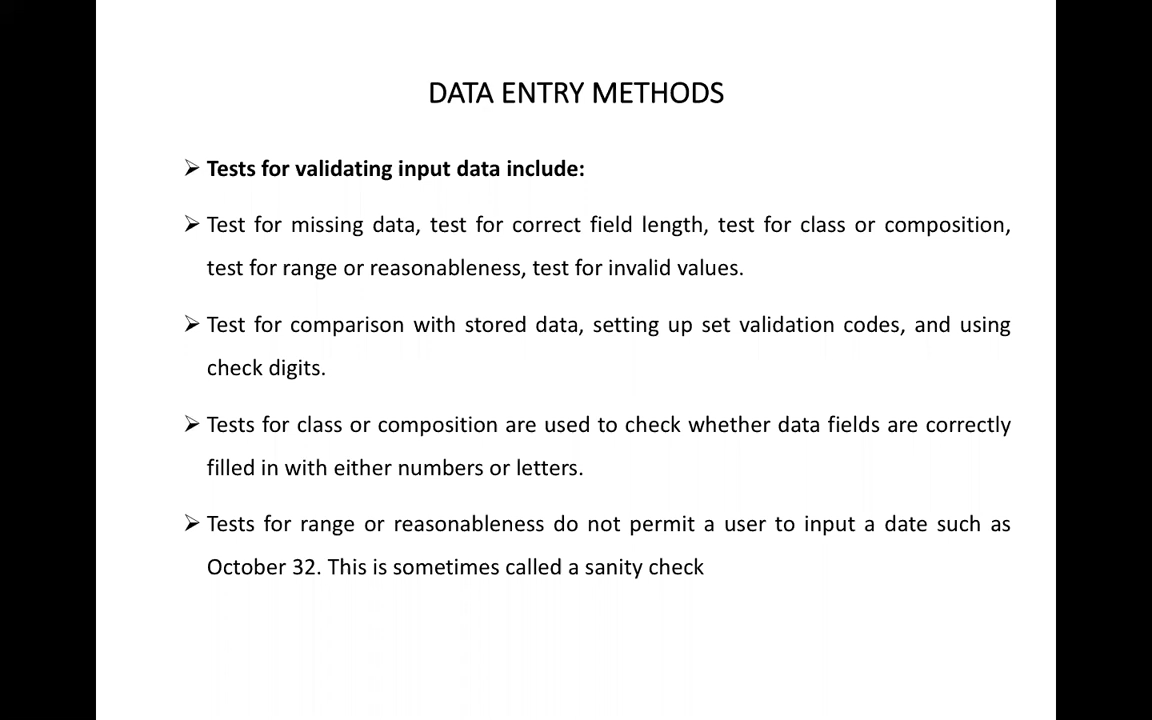 DATA ENTRY METHODS
➢ Tests for validating input data include:
➢ Test for missing data, test for correct field length, test for class or composition,
test for range or reasonableness, test for invalid values.
➢ Test for comparison with stored data, setting up set validation codes, and using
check digits.
➢ Tests for class or composition are used to check whether data fields are correctly
filled in with either numbers or letters.
➢ Tests for range or reasonableness do not permit a user to input a date such as
October 32. This is sometimes called a sanity check